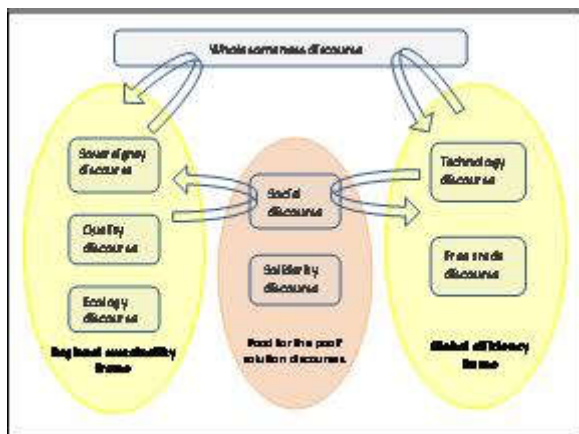 Wholesomeness discourse
Sovereignty
discourse
Quality
discourse
Ecology
discourse
Regional sustainability
frame
Social
discourse
Solidarity
discourse
Food for the poor
solution discourses
Technology
discourse
Free trade
discourse
Global efficiency
frame